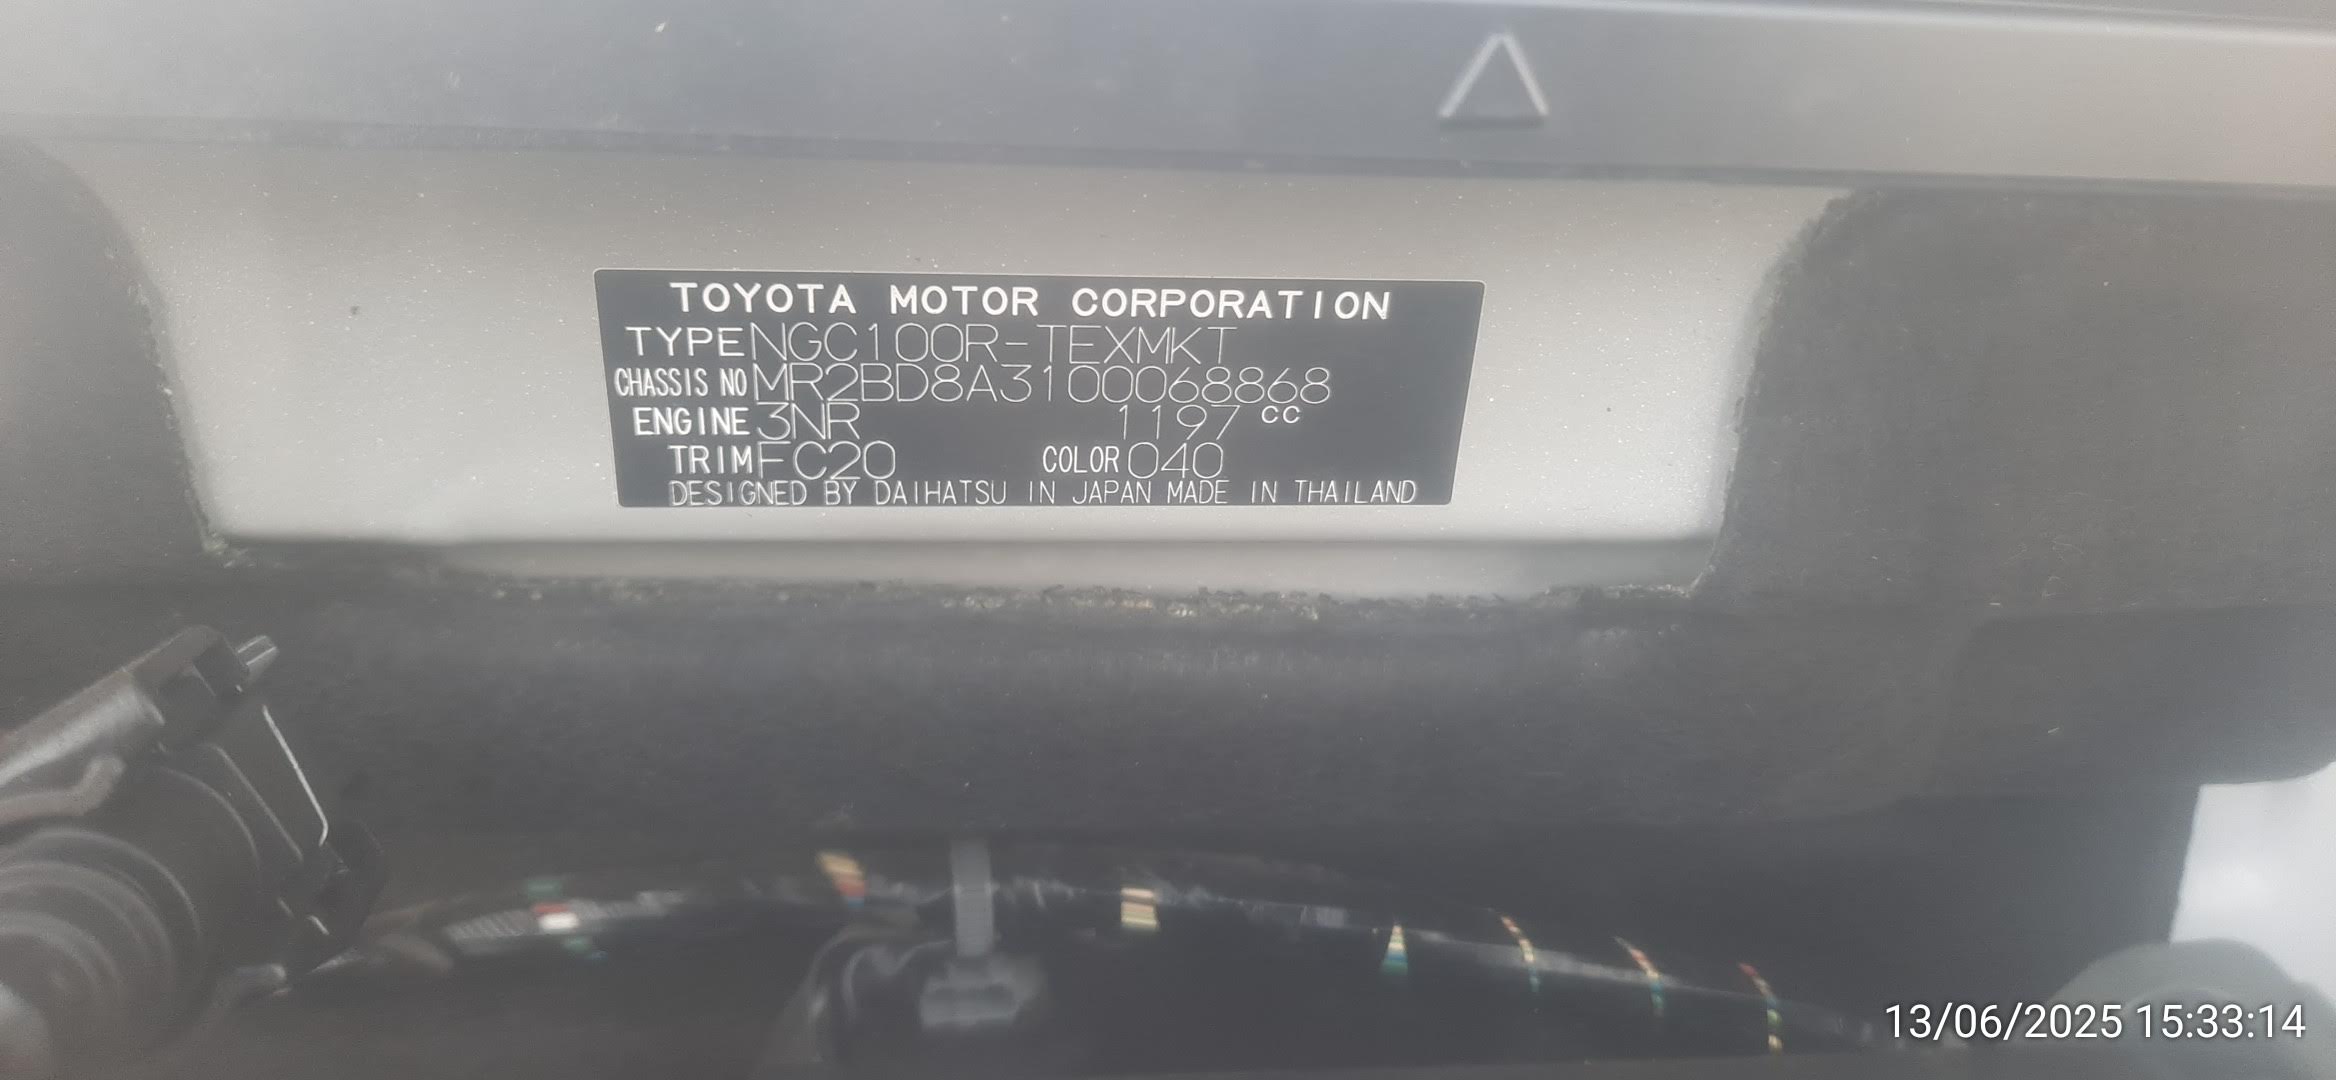 TOYOTA MOTOR CORPORATION
TYPE NGC100R-TEXMKT
CHASSIS NO MR2BD8A3100068868
ENGINE 3NR 1197 CC
TRIM FC20 COLOR 040
DESIGNED BY DAIHATSU IN JAPAN MADE IN THAILAND
13/06/2025 15:33:14